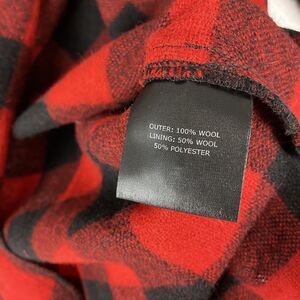 OUTER: 100% WOOL
LINING: 50% WOOL
50% POLYESTER